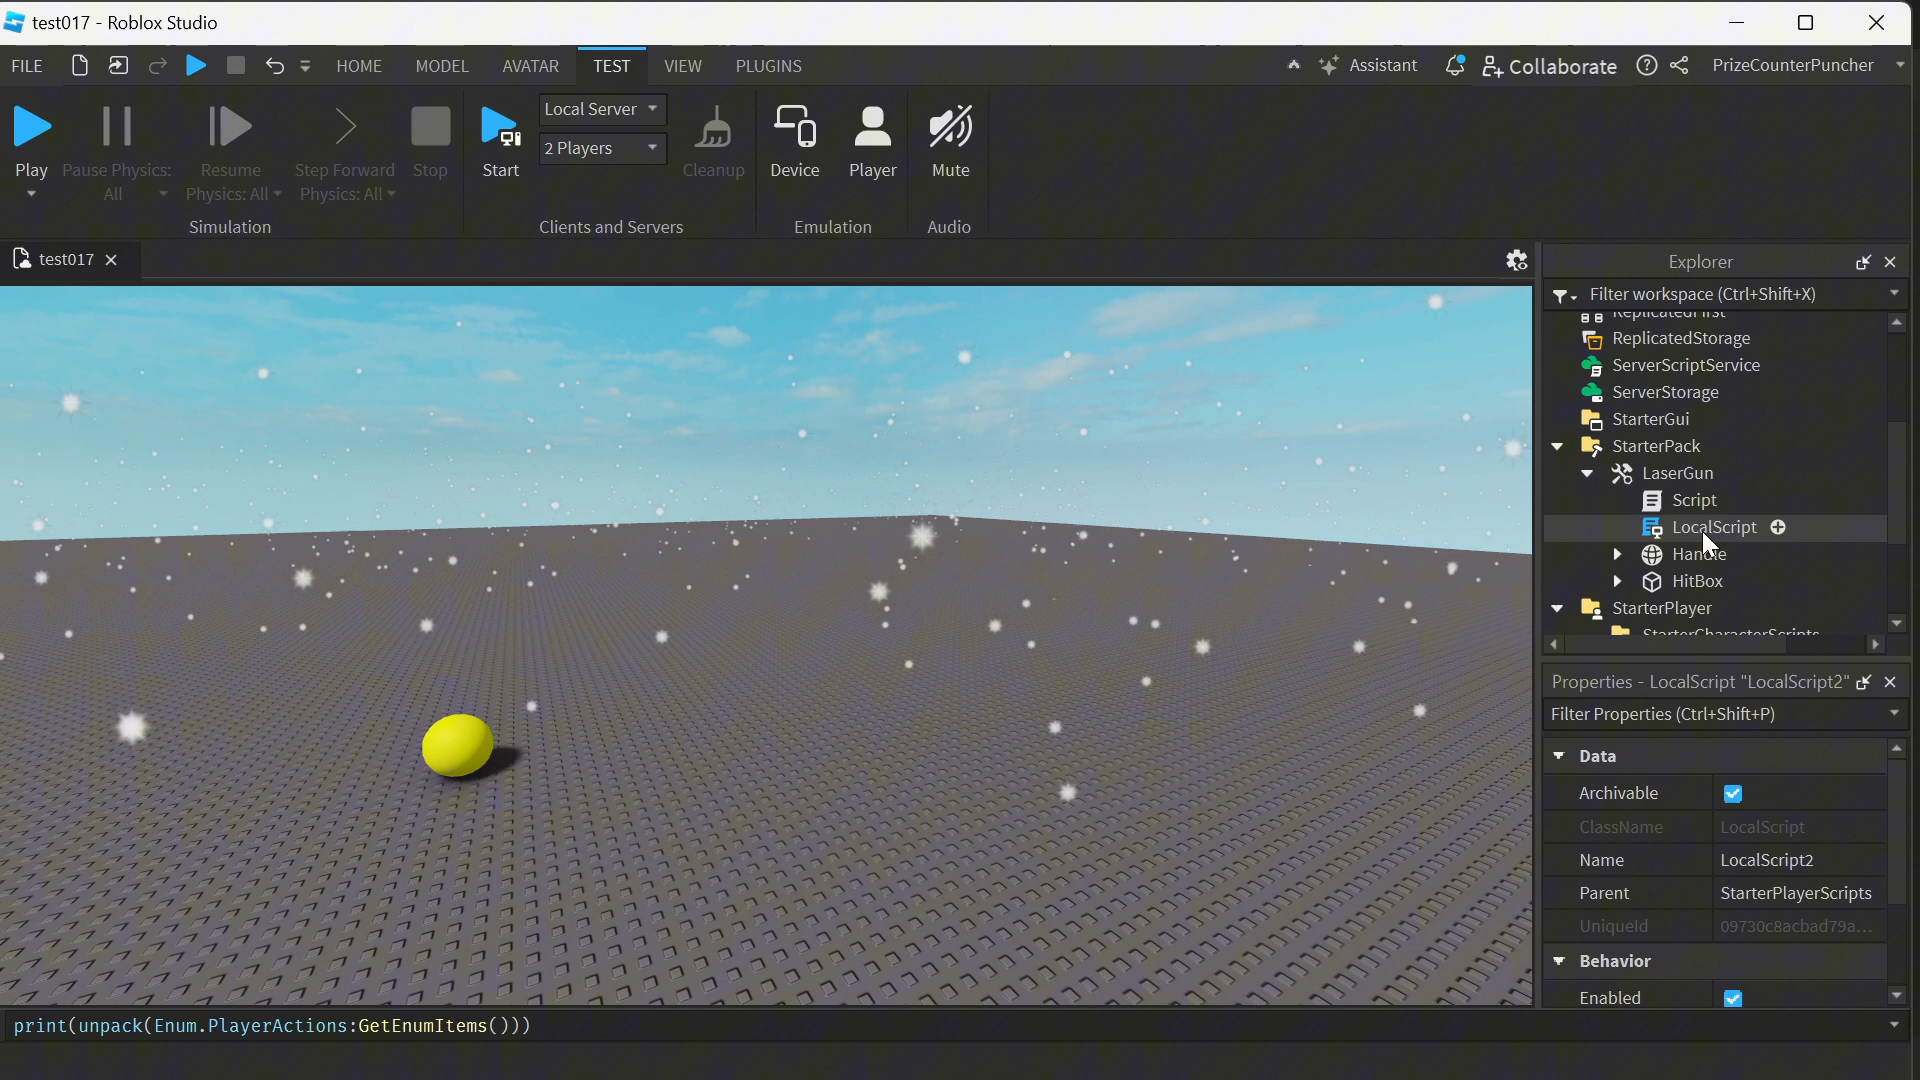 test017 - Roblox Studio
FILE HOME MODEL AVATAR TEST VIEW PLUGINS Assistant Collaborate PrizeCounterPuncher
Play
Pause Physics:
All
Resume
Physics: All
Step Forward
Physics: All
Stop
Simulation
Start
Local Server
2 Players
Cleanup
Clients and Servers
Device
Player
Emulation
Mute
Audio
test017
Explorer
Filter workspace (Ctrl+Shift+X)
ReplicatedFirst
ReplicatedStorage
ServerScriptService
ServerStorage
StarterGui
StarterPack
LaserGun
Script
LocalScript
Handle
HitBox
StarterPlayer
StarterCharacterScripts
Properties - LocalScript "LocalScript2"
Filter Properties (Ctrl+Shift+P)
Data
Archivable
ClassName LocalScript
Name LocalScript2
Parent StarterPlayerScripts
UniqueId 09730c8acbad79a...
Behavior
Enabled
print(unpack(Enum.PlayerActions:GetEnumItems()))